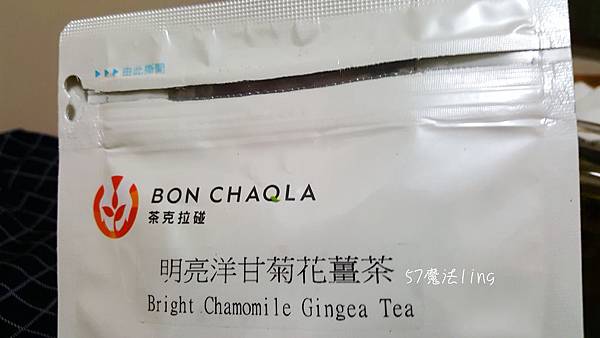 ▶▶▶由此撕開
BON CHAQLA
茶克拉碰
明亮洋甘菊花薑茶
57魔法ling
Bright Chamomile Gingea Tea